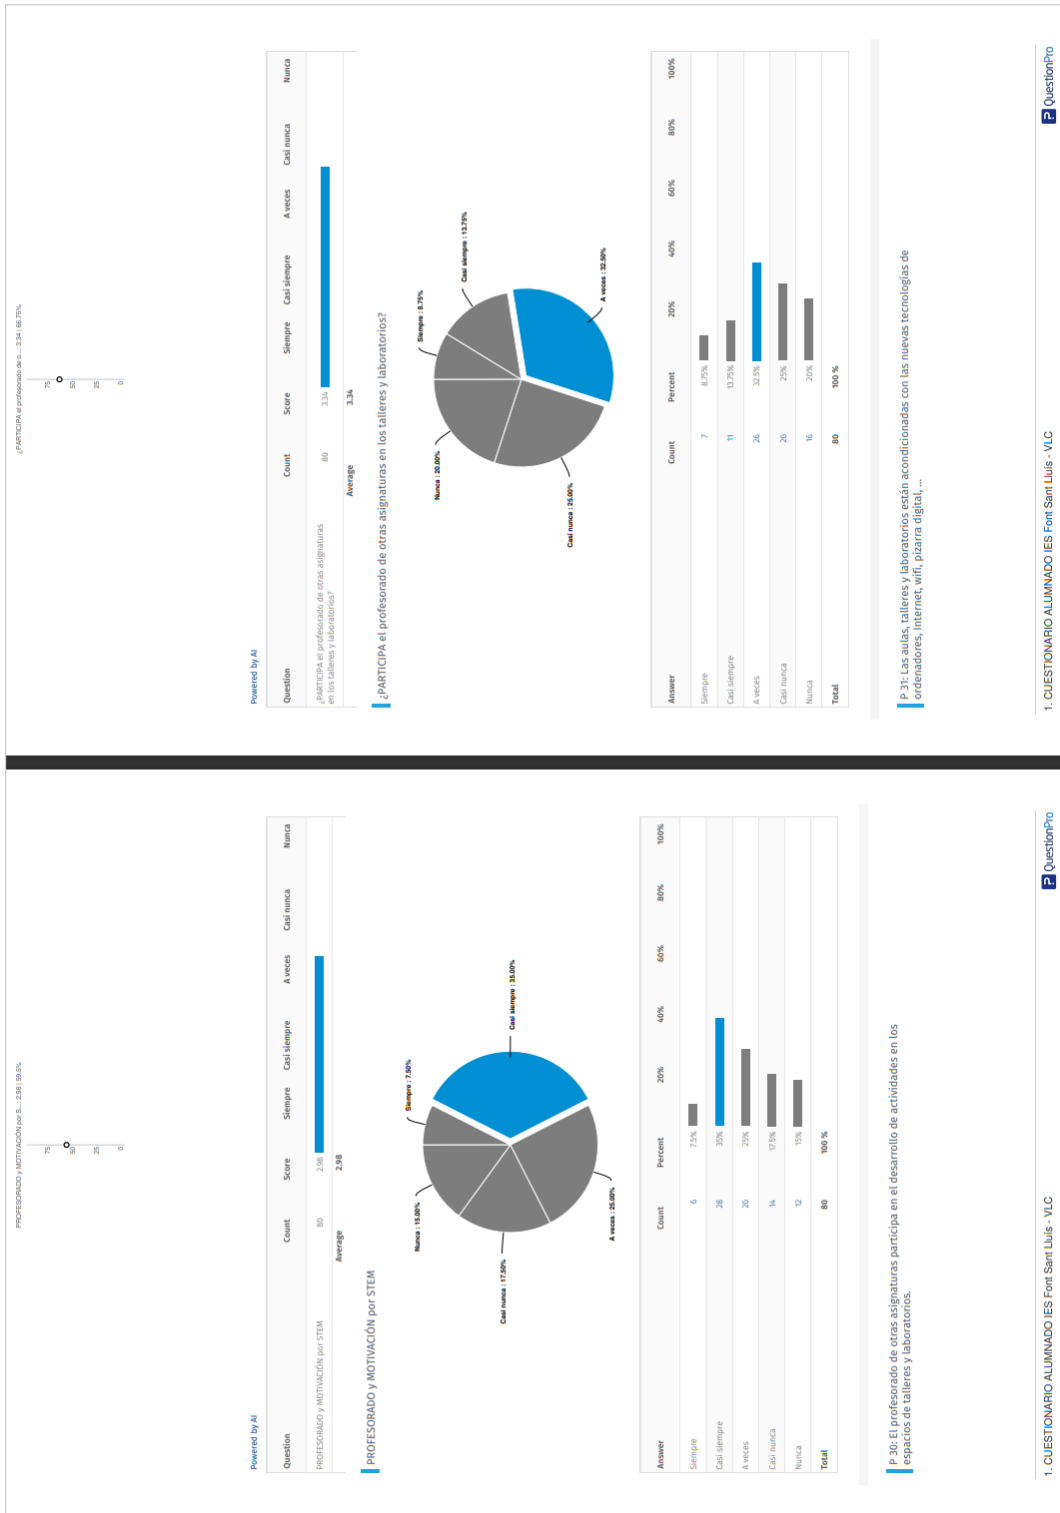 PROFESORADO y MOTIVACIÓN por S...: 2.98 | 59.5%
75
50
25
0
Powered by AI
Question Count Score Siempre Casi siempre A veces Casi nunca Nunca
PROFESORADO y MOTIVACIÓN por STEM 80 2.98
Average 2.98
PROFESORADO y MOTIVACIÓN por STEM
Siempre : 7.50%
Nunca : 15.00%
Casi siempre : 35.00%
Casi nunca : 17.50%
A veces : 25.00%
Answer Count Percent 20% 40% 60% 80% 100%
Siempre 6 7.5%
Casi siempre 28 35%
A veces 20 25%
Casi nunca 14 17.5%
Nunca 12 15%
Total 80 100 %
P 30: El profesorado de otras asignaturas participa en el desarrollo de actividades en los
espacios de talleres y laboratorios.
1. CUESTIONARIO ALUMNADO IES Font Sant Lluís - VLC QuestionPro
¿PARTICIPA el profesorado de o...: 3.34 | 66.75%
75
50
25
0
Powered by AI
Question Count Score Siempre Casi siempre A veces Casi nunca Nunca
¿PARTICIPA el profesorado de otras asignaturas
en los talleres y laboratorios? 80 3.34
Average 3.34
¿PARTICIPA el profesorado de otras asignaturas en los talleres y laboratorios?
Siempre : 8.75%
Nunca : 20.00%
Casi siempre : 13.75%
Casi nunca : 25.00%
A veces : 32.50%
Answer Count Percent 20% 40% 60% 80% 100%
Siempre 7 8.75%
Casi siempre 11 13.75%
A veces 26 32.5%
Casi nunca 20 25%
Nunca 16 20%
Total 80 100 %
P 31: Las aulas, talleres y laboratorios están acondicionadas con las nuevas tecnologías de
ordenadores, Internet, wifi, pizarra digital, ...
1. CUESTIONARIO ALUMNADO IES Font Sant Lluís - VLC QuestionPro